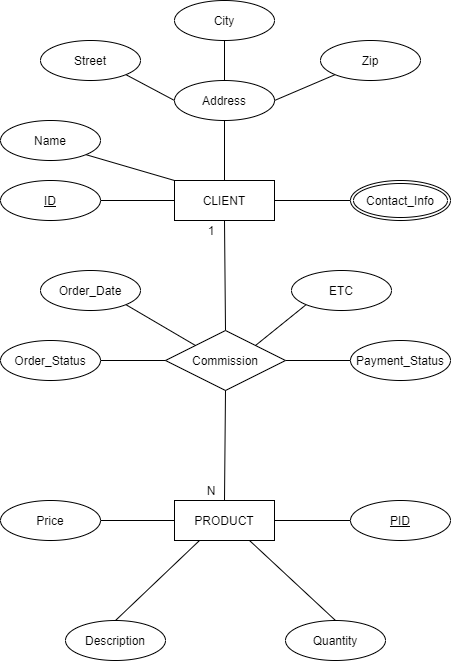 City
Street
Zip
Address
Name
ID
CLIENT
Contact_Info
1
Order_Date
ETC
Order_Status
Commission
Payment_Status
N
Price
PRODUCT
PID
Description
Quantity